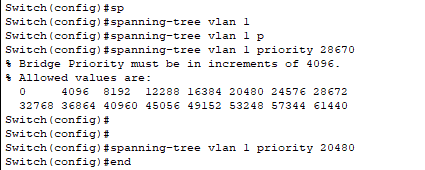 Switch(config)#sp
Switch(config)#spanning-tree vlan 1
Switch(config)#spanning-tree vlan 1 p
Switch(config)#spanning-tree vlan 1 priority 28670
% Bridge Priority must be in increments of 4096.
% Allowed values are:
0 4096 8192 12288 16384 20480 24576 28672
32768 36864 40960 45056 49152 53248 57344 61440
Switch(config)#
Switch(config)#
Switch(config)#spanning-tree vlan 1 priority 20480
Switch(config)#end